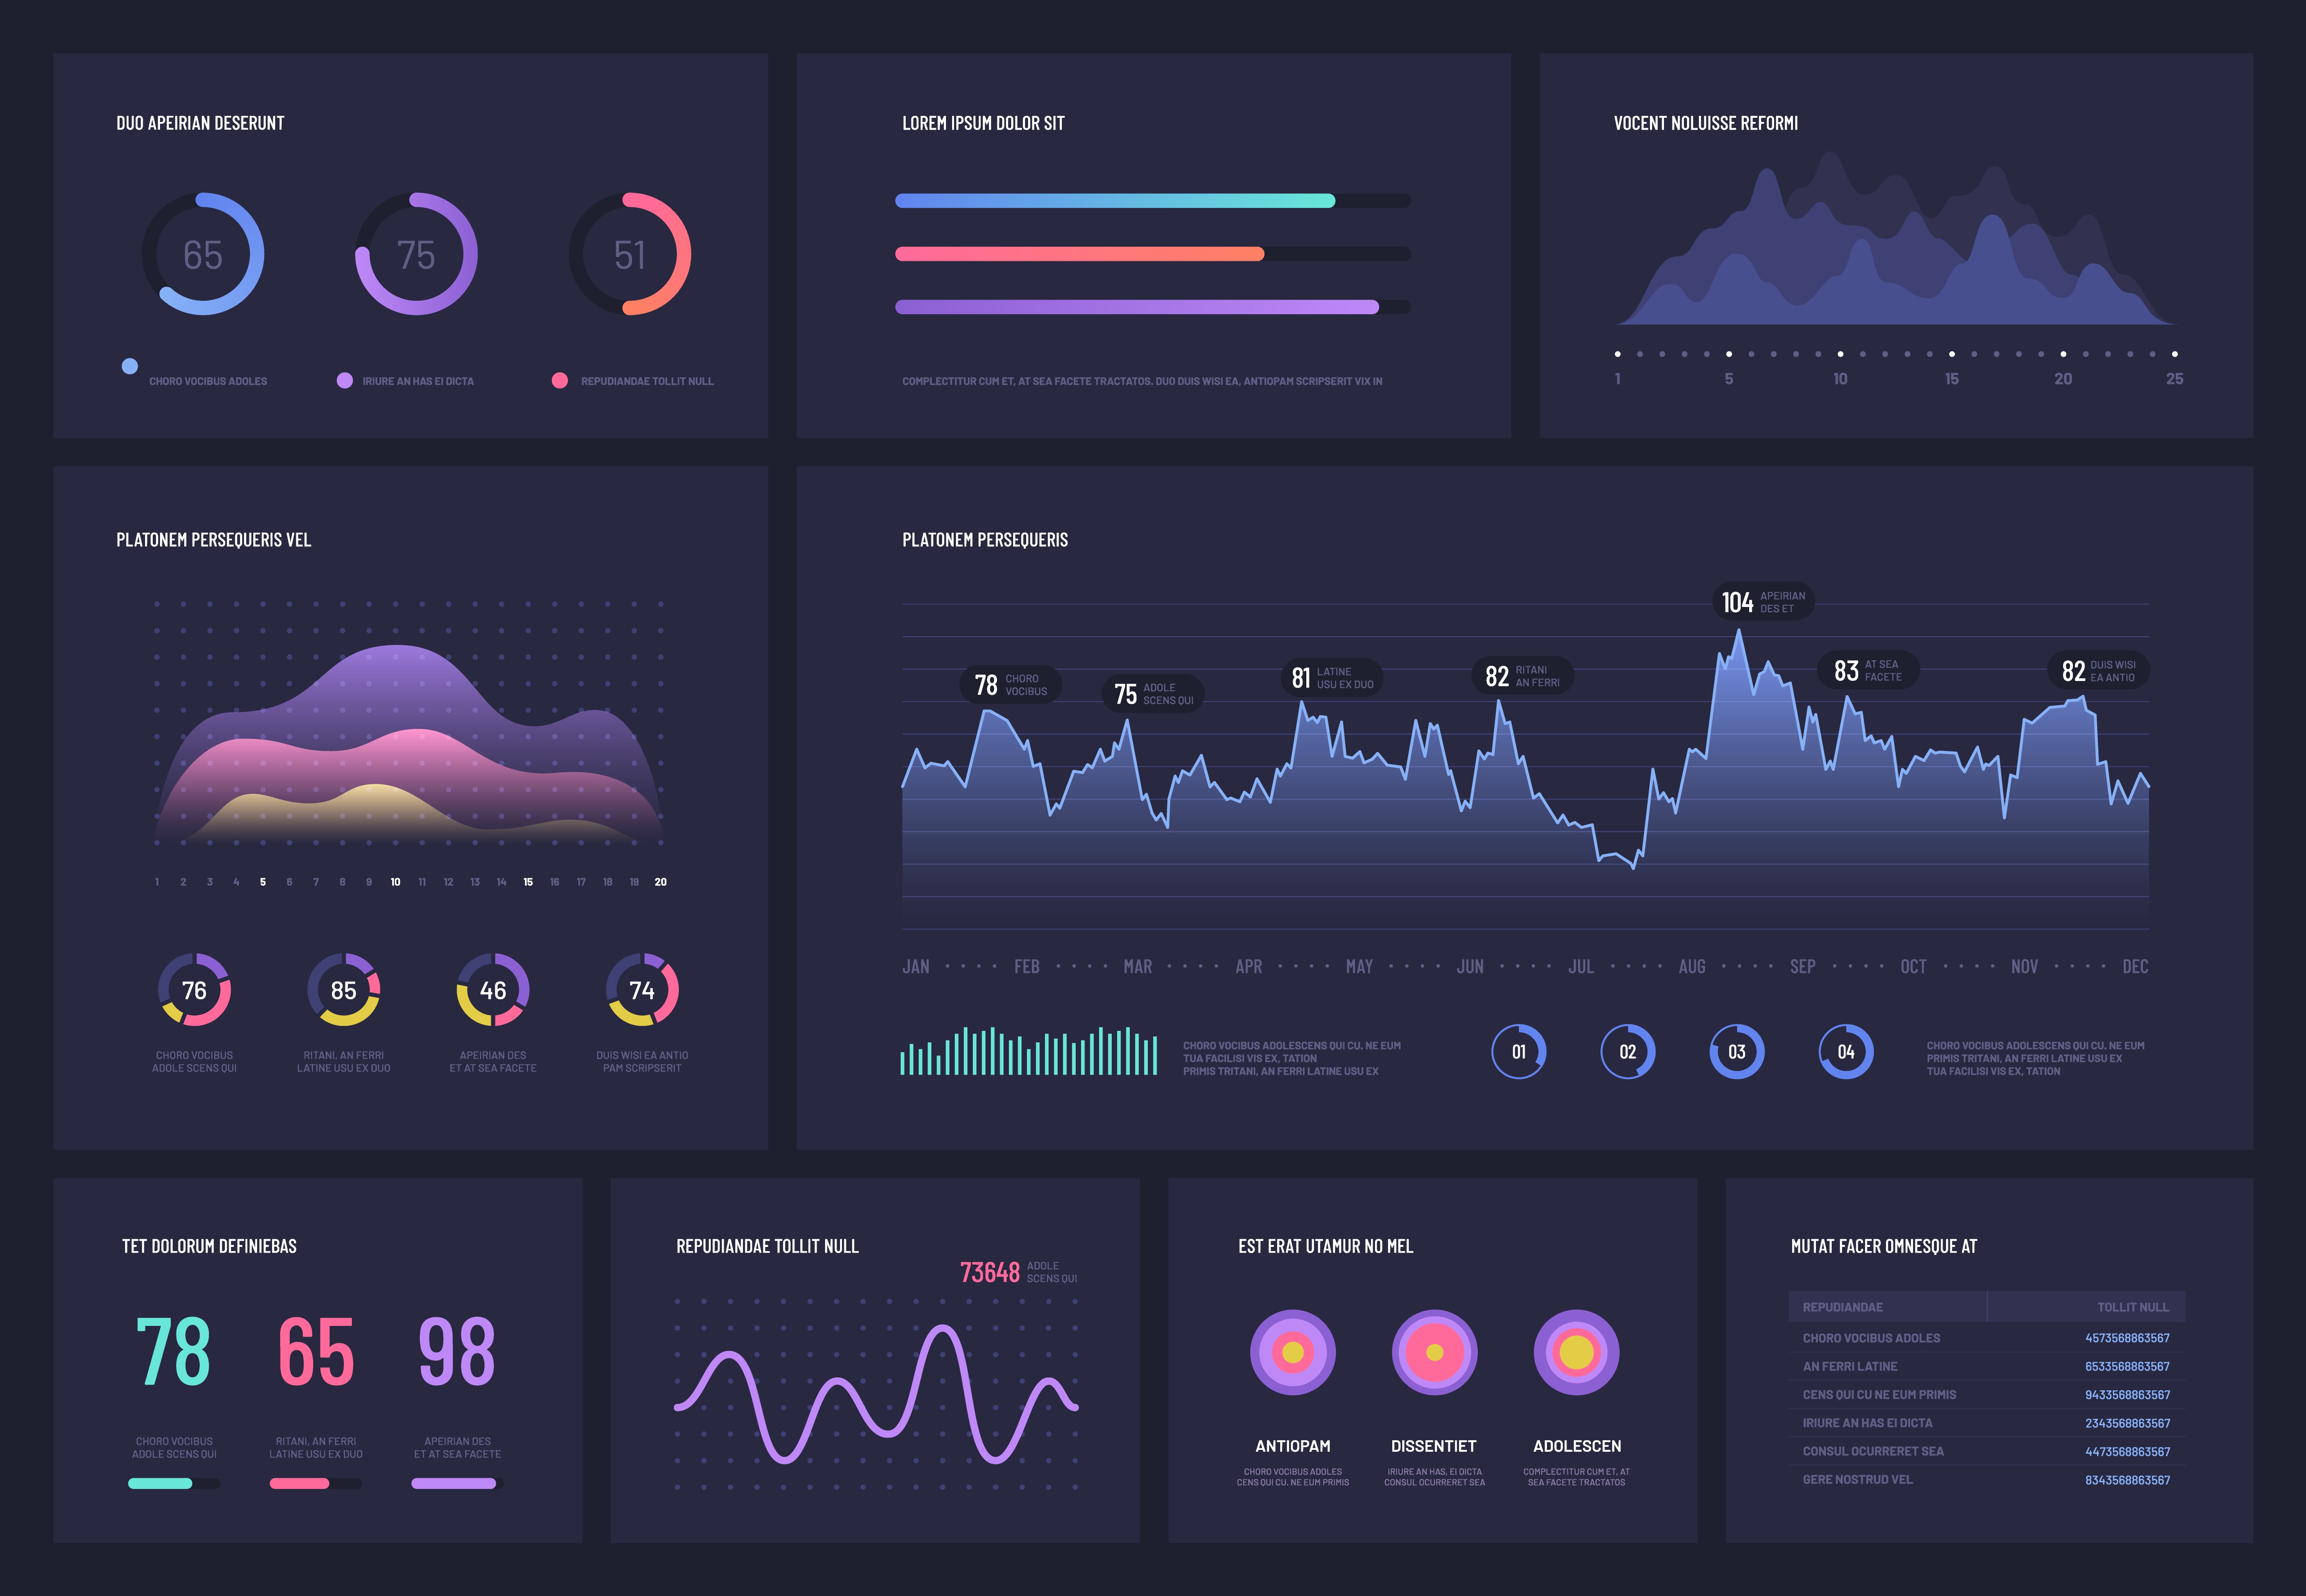 DUO APEIRIAN DESERUNT
65
75
51
CHORO VOCIBUS ADOLES
IRIURE AN HAS EI DICTA
REPUDIANDAE TOLLIT NULL
LOREM IPSUM DOLOR SIT
COMPLECTITUR CUM ET, AT SEA FACETE TRACTATOS. DUO DUIS WISI EA, ANTIOPAM SCRIPSERIT VIX IN
VOCENT NOLUISSE REFORMI
1 5 10 15 20 25
PLATONEM PERSEQUERIS VEL
1 2 3 4 5 6 7 8 9 10 11 12 13 14 15 16 17 18 19 20
76
85
46
74
CHORO VOCIBUS
ADOLE SCENS QUI
RITANI, AN FERRI
LATINE USU EX DUO
APEIRIAN DES
ET AT SEA FACETE
DUIS WISI EA ANTIO
PAM SCRIPSERIT
PLATONEM PERSEQUERIS
78 CHORO
VOCIBUS
75 ADOLE
SCENS QUI
81 LATINE
USU EX DUO
82 RITANI
AN FERRI
104 APEIRIAN
DES ET
83 AT SEA
FACETE
82 DUIS WISI
EA ANTIO
JAN FEB MAR APR MAY JUN JUL AUG SEP OCT NOV DEC
CHORO VOCIBUS ADOLESCENS QUI CU. NE EUM
TUA FACILISI VIS EX, TATION
PRIMIS TRITANI, AN FERRI LATINE USU EX
01
02
03
04
CHORO VOCIBUS ADOLESCENS QUI CU. NE EUM
PRIMIS TRITANI, AN FERRI LATINE USU EX
TUA FACILISI VIS EX, TATION
TET DOLORUM DEFINIEBAS
78
65
98
CHORO VOCIBUS
ADOLE SCENS QUI
RITANI, AN FERRI
LATINE USU EX DUO
APEIRIAN DES
ET AT SEA FACETE
REPUDIANDAE TOLLIT NULL
73648 ADOLE
SCENS QUI
EST ERAT UTAMUR NO MEL
ANTIOPAM
CHORO VOCIBUS ADOLES
CENS QUI CU. NE EUM PRIMIS
DISSENTIET
IRIURE AN HAS, EI DICTA
CONSUL OCURRERET SEA
ADOLESCEN
COMPLECTITUR CUM ET, AT
SEA FACETE TRACTATOS
MUTAT FACER OMNESQUE AT
REPUDIANDAE TOLLIT NULL
CHORO VOCIBUS ADOLES 4573568863567
AN FERRI LATINE 6533568863567
CENS QUI CU NE EUM PRIMIS 9433568863567
IRIURE AN HAS EI DICTA 2343568863567
CONSUL OCURRERET SEA 4473568863567
GERE NOSTRUD VEL 8343568863567